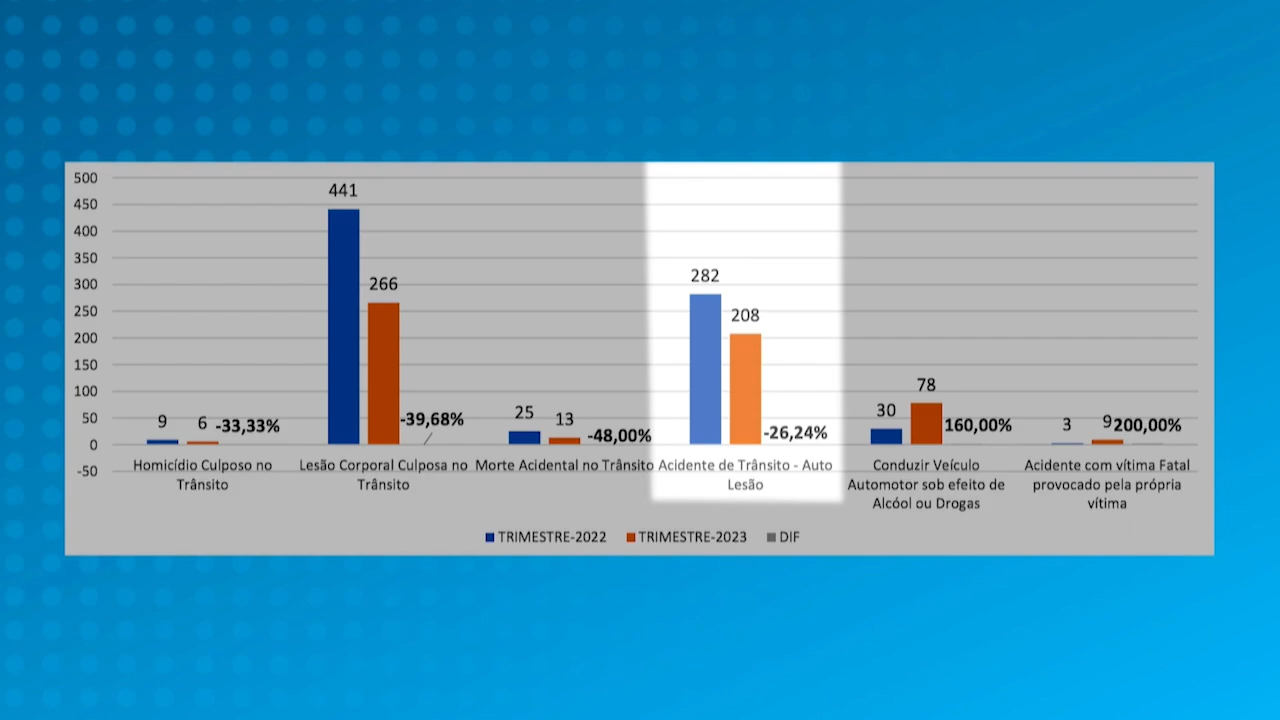 500
450
400
350
300
250
200
150
100
50
0
-50
9
6
-33,33%
441
266
-39,68%
25
13
-48,00%
282
208
-26,24%
30
78
160,00%
3
9
200,00%
Homicídio Culposo no
Trânsito
Lesão Corporal Culposa no
Trânsito
Morte Acidental no Trânsito
Acidente de Trânsito - Auto
Lesão
Conduzir Veículo
Automotor sob efeito de
Alcóol ou Drogas
Acidente com vítima Fatal
provocado pela própria
vítima
TRIMESTRE-2022
TRIMESTRE-2023
DIF